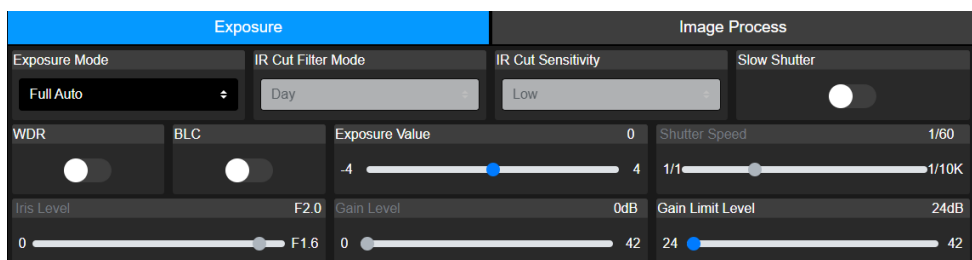 Exposure Image Process
Exposure Mode IR Cut Filter Mode IR Cut Sensitivity Slow Shutter
Full Auto Day Low
WDR BLC Exposure Value 0 Shutter Speed 1/60
-4 4 1/1 1/10K
Iris Level F2.0 Gain Level 0dB Gain Limit Level 24dB
0 F1.6 0 42 24 42